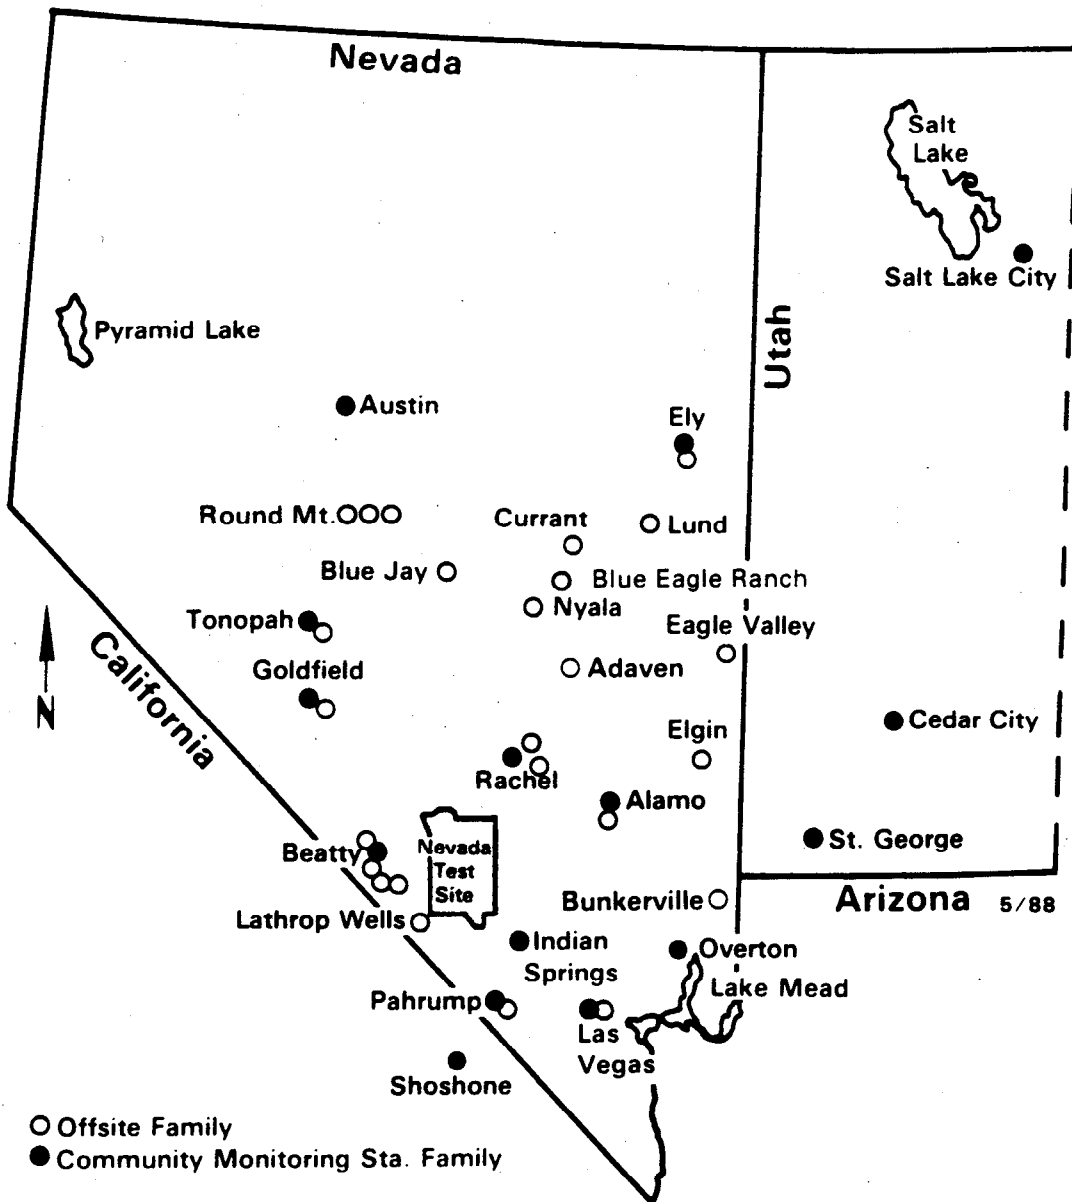 Nevada
Salt
Lake
Salt Lake City
Pyramid Lake
Utah
Austin
Ely
Round Mt.
Currant
Lund
Blue Jay
Blue Eagle Ranch
Nyala
Tonopah
Eagle Valley
California
Goldfield
Adaven
N
Elgin
Cedar City
Rachel
Alamo
Beatty
Nevada
Test
Site
St. George
Bunkerville
Arizona 5/88
Lathrop Wells
Indian
Springs
Overton
Lake Mead
Pahrump
Las
Vegas
Shoshone
Offsite Family
Community Monitoring Sta. Family